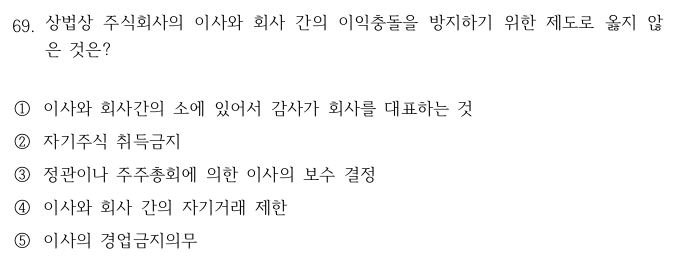 69. 상법상 주식회사의 이사와 회사 간의 이익충돌을 방지하기 위한 제도로 옳지 않
은 것은?
① 이사와 회사간의 소에 있어서 감사가 회사를 대표하는 것
② 자기주식 취득금지
③ 정관이나 주주총회에 의한 이사의 보수 결정
④ 이사와 회사 간의 자기거래 제한
⑤ 이사의 경업금지의무